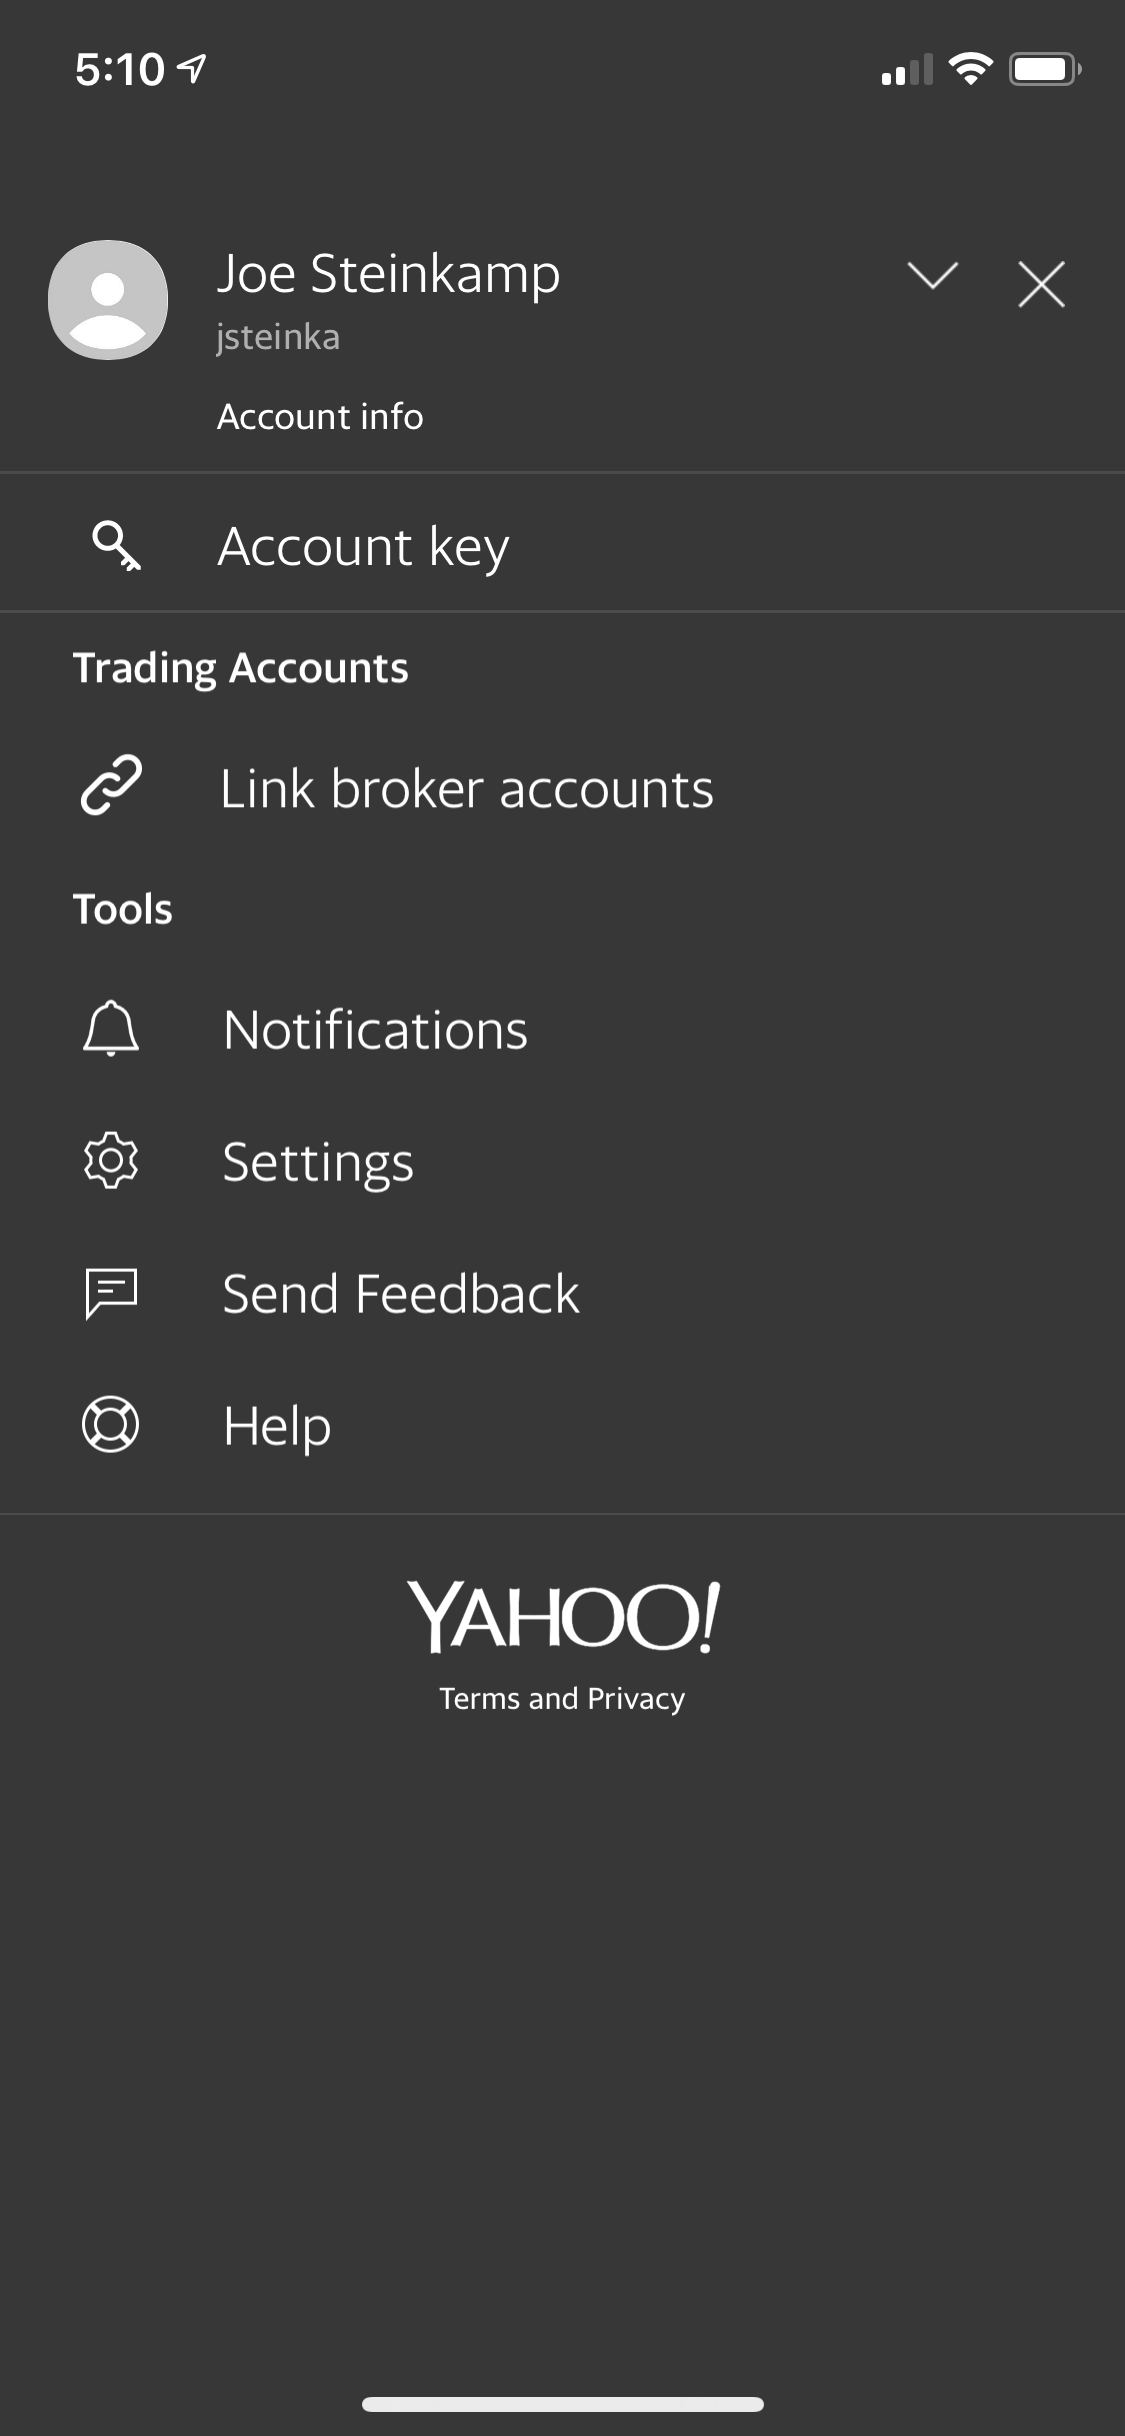 5:10
Joe Steinkamp
jsteinka
Account info
Account key
Trading Accounts
Link broker accounts
Tools
Notifications
Settings
Send Feedback
Help
YAHOO!
Terms and Privacy